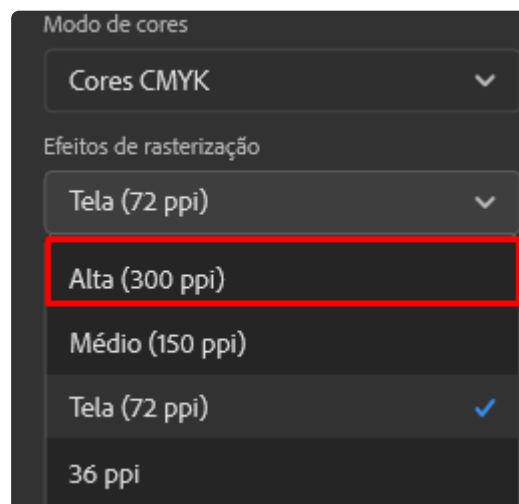 Modo de cores
Cores CMYK
Efeitos de rasterização
Tela (72 ppi)
Alta (300 ppi)
Médio (150 ppi)
Tela (72 ppi)
36 ppi